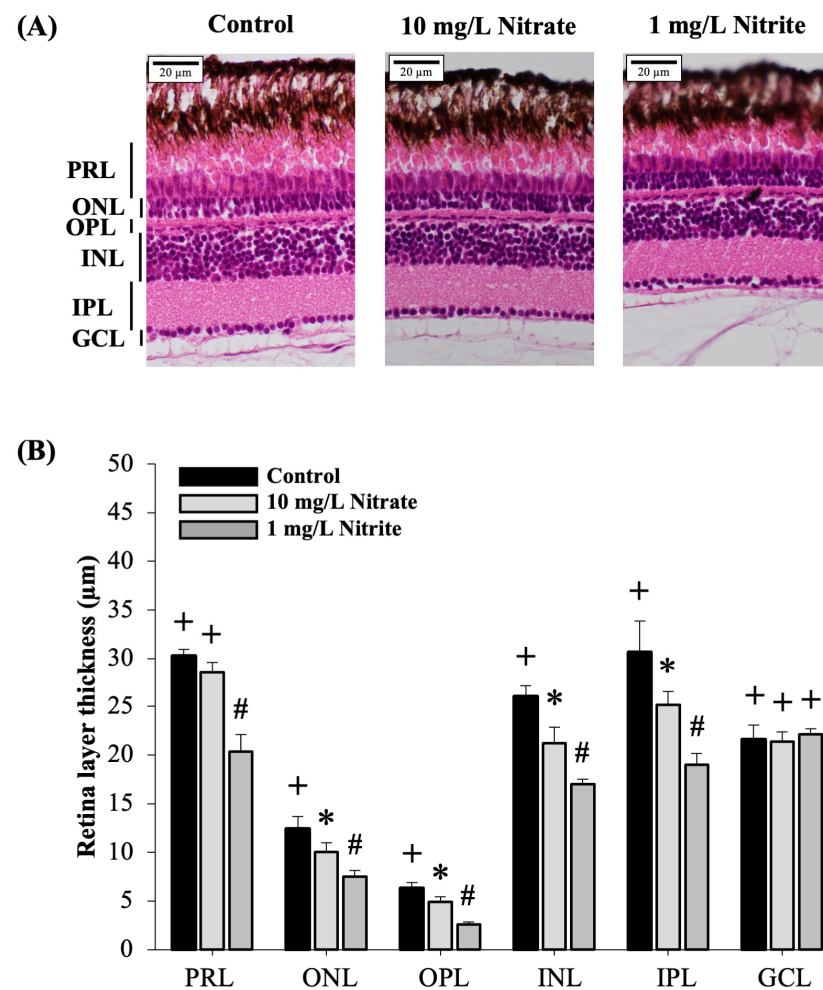 (A)
Control 10 mg/L Nitrate 1 mg/L Nitrite
20 µm 20 µm 20 µm
PRL
ONL
OPL
INL
IPL
GCL
(B)
Retina layer thickness (µm)
50
45
40
35
30
25
20
15
10
5
0
Control
10 mg/L Nitrate
1 mg/L Nitrite
+ + #
+ * #
+ * #
+ * #
+ * #
+ + +
PRL ONL OPL INL IPL GCL